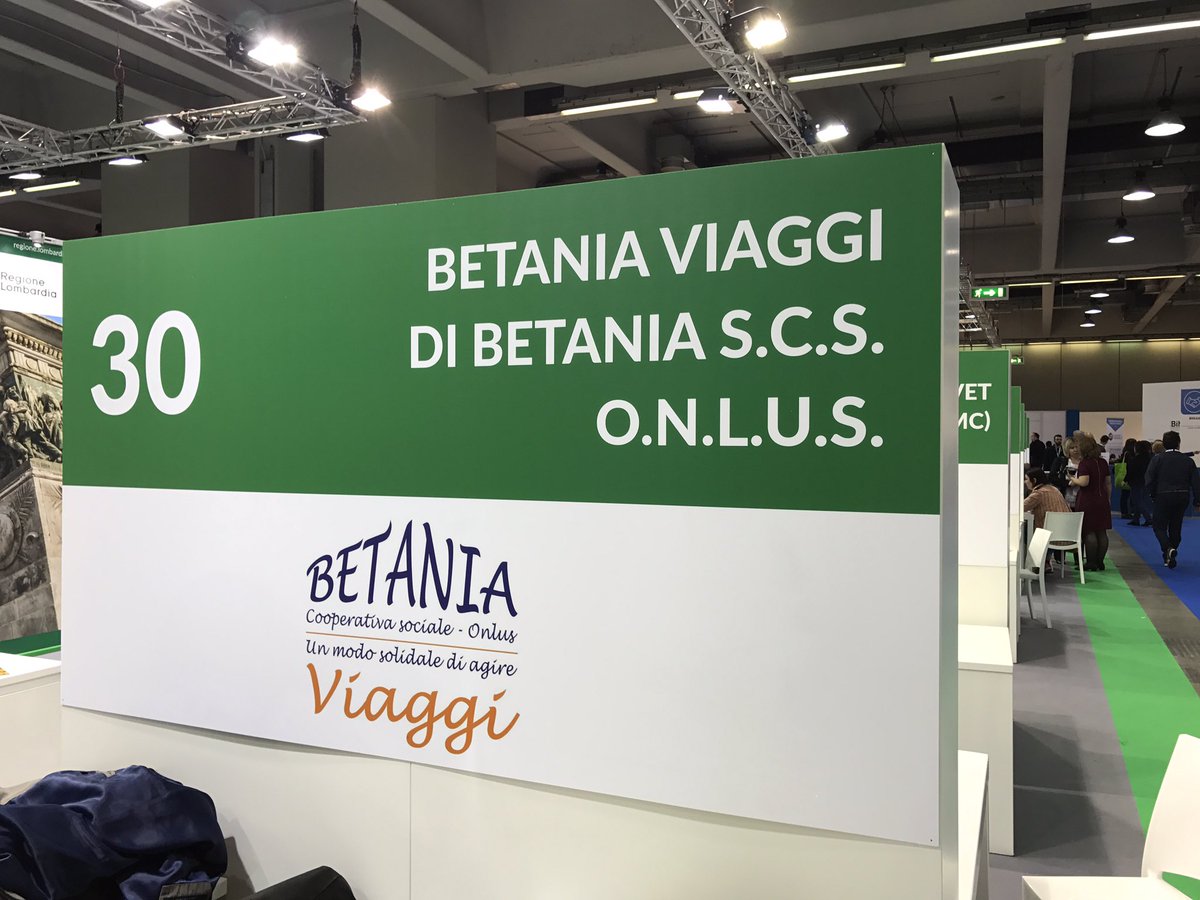 30
BETANIA VIAGGI
DI BETANIA S.C.S.
O.N.L.U.S.
BETANIA
Cooperativa sociale - Onlus
Un modo solidale di agire
Viaggi
Regione
Lombardia